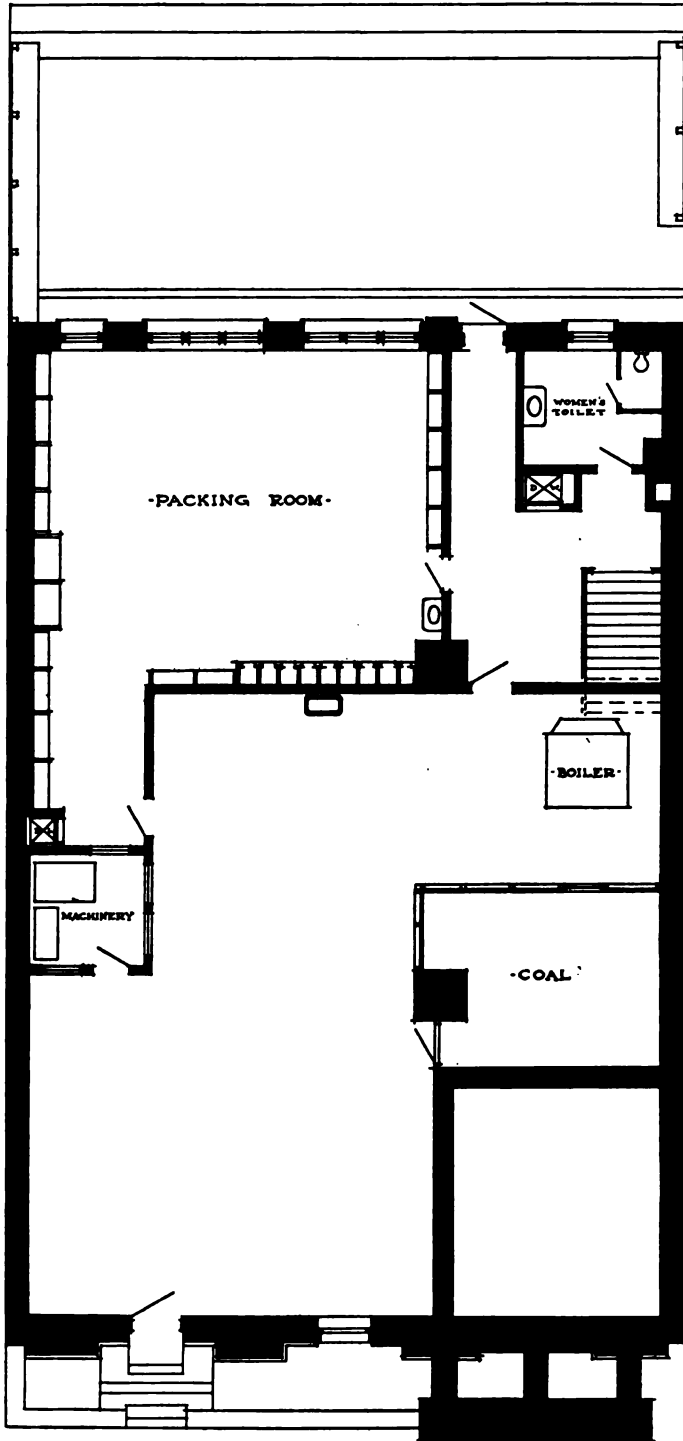 WOMEN'S
TOILET
-PACKING ROOM-
D.W.
-BOILER-
MACHINERY
-COAL-